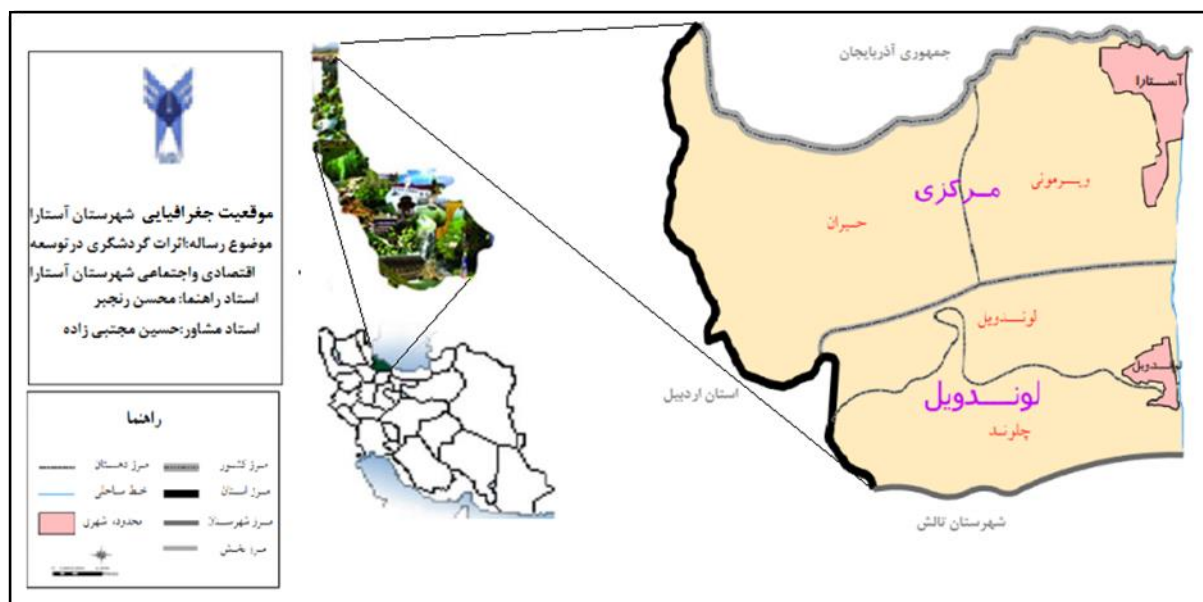 موقعیت جغرافیایی شهرستان آستارا
موضوع رساله:اثرات گردشگری در توسعه
اقتصادی واجتماعی شهرستان آستارا
استاد راهنما: محسن رنجبر
استاد مشاور:حسین مجتبی زاده
راهنما
مرز کشور
مرز دهستان
مرز استان
خط ساحلی
مرز شهرستان
محدوده شهری
مرز بخش
جمهوری آذربایجان
آستارا
ویرمونی
مرکزی
حیران
لوندویل
لوندویل
لوندویل
چلوند
استان اردبیل
شهرستان تالش